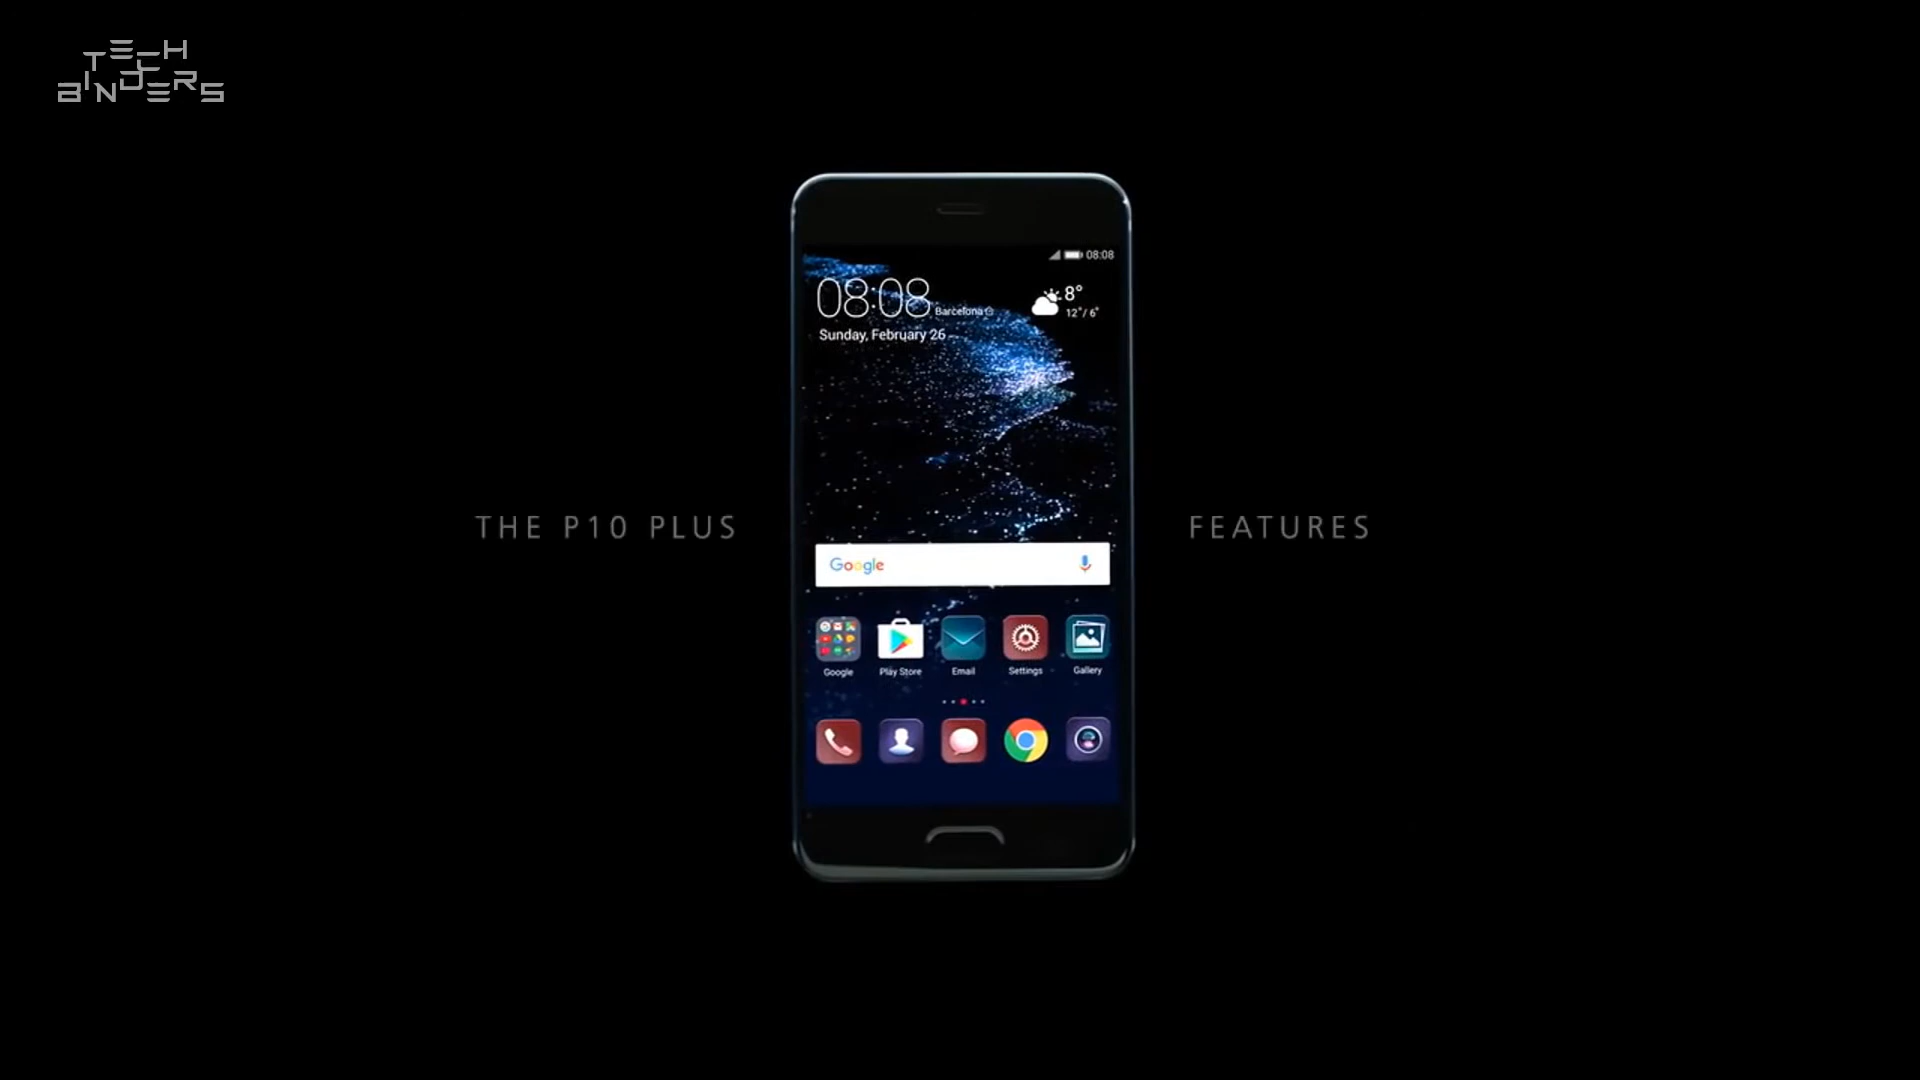 TECH
BINDERS
08:08
08:08 Barcelona
8°
12°/ 6°
Sunday, February 26
THE P10 PLUS
FEATURES
Google
Google Play Store Email Settings Gallery